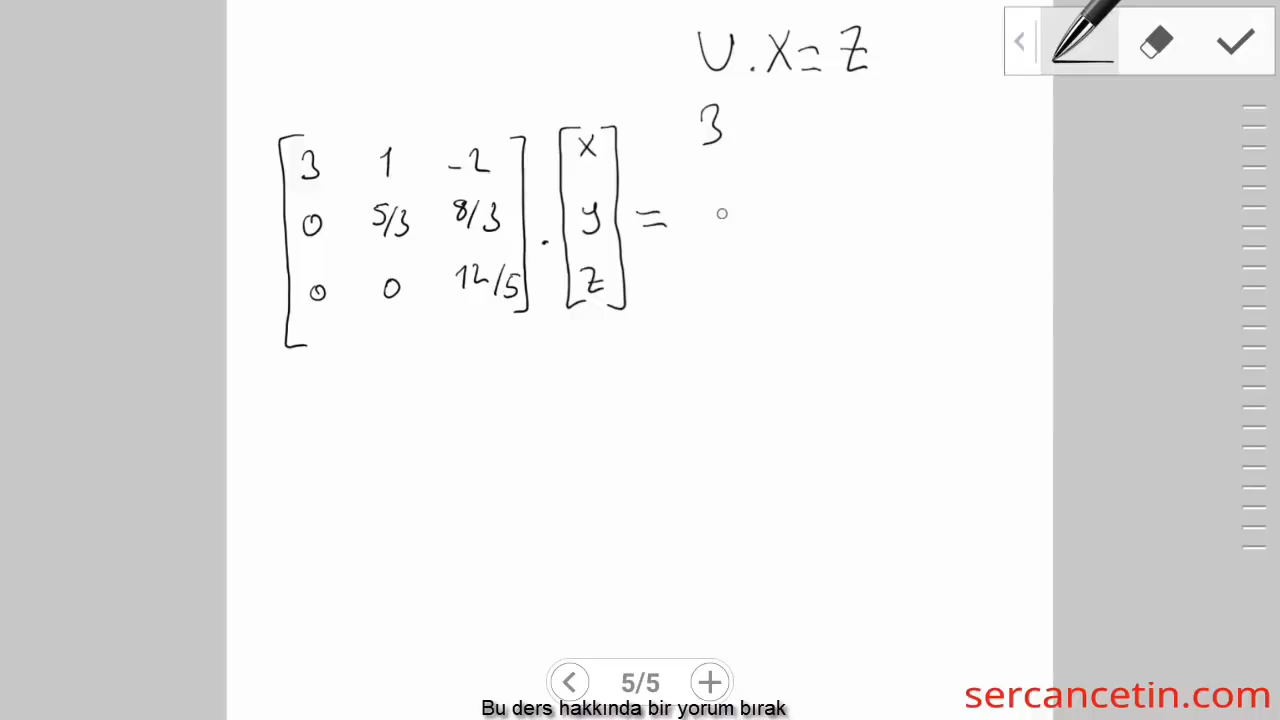 U . X = Z
3
3 1 -2
0 5/3 8/3
0 0 12/5
.
x
y
z
=
5/5
Bu ders hakkında bir yorum bırak
sercancetin.com